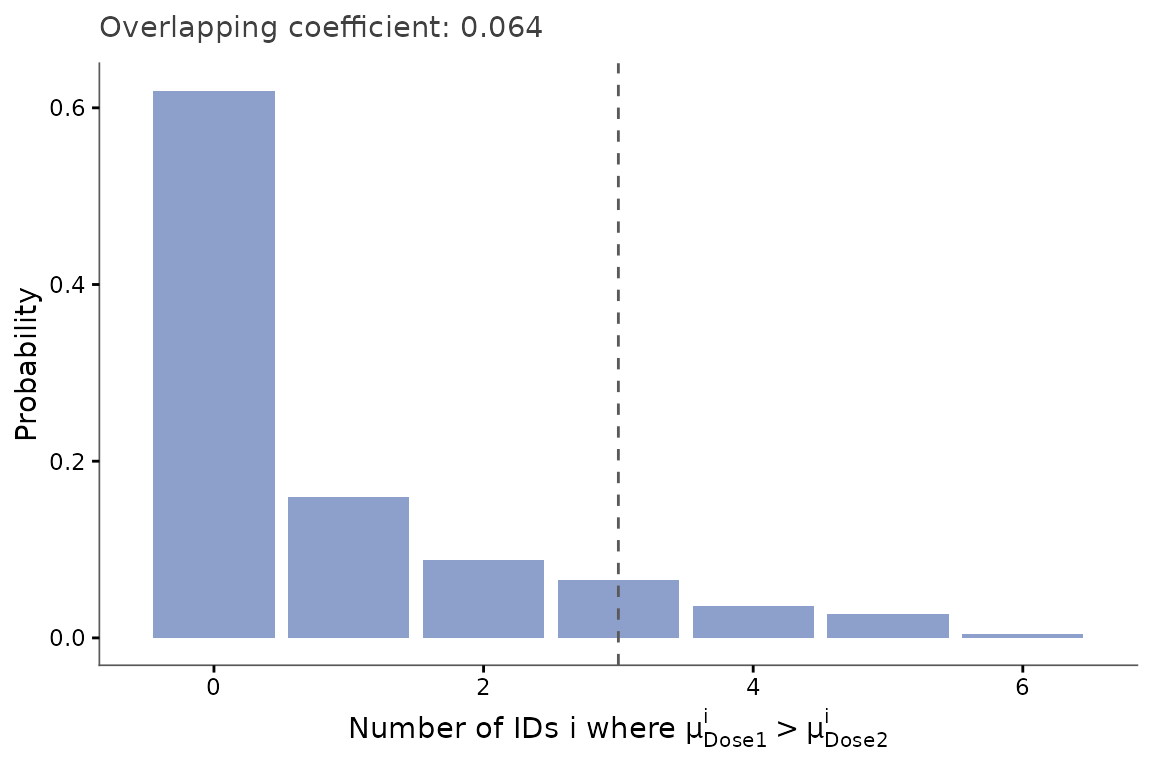 Overlapping coefficient: 0.064
0.6
0.4
0.2
0.0
Probability
0 2 4 6
Number of IDs i where μ^i_Dose1 > μ^i_Dose2